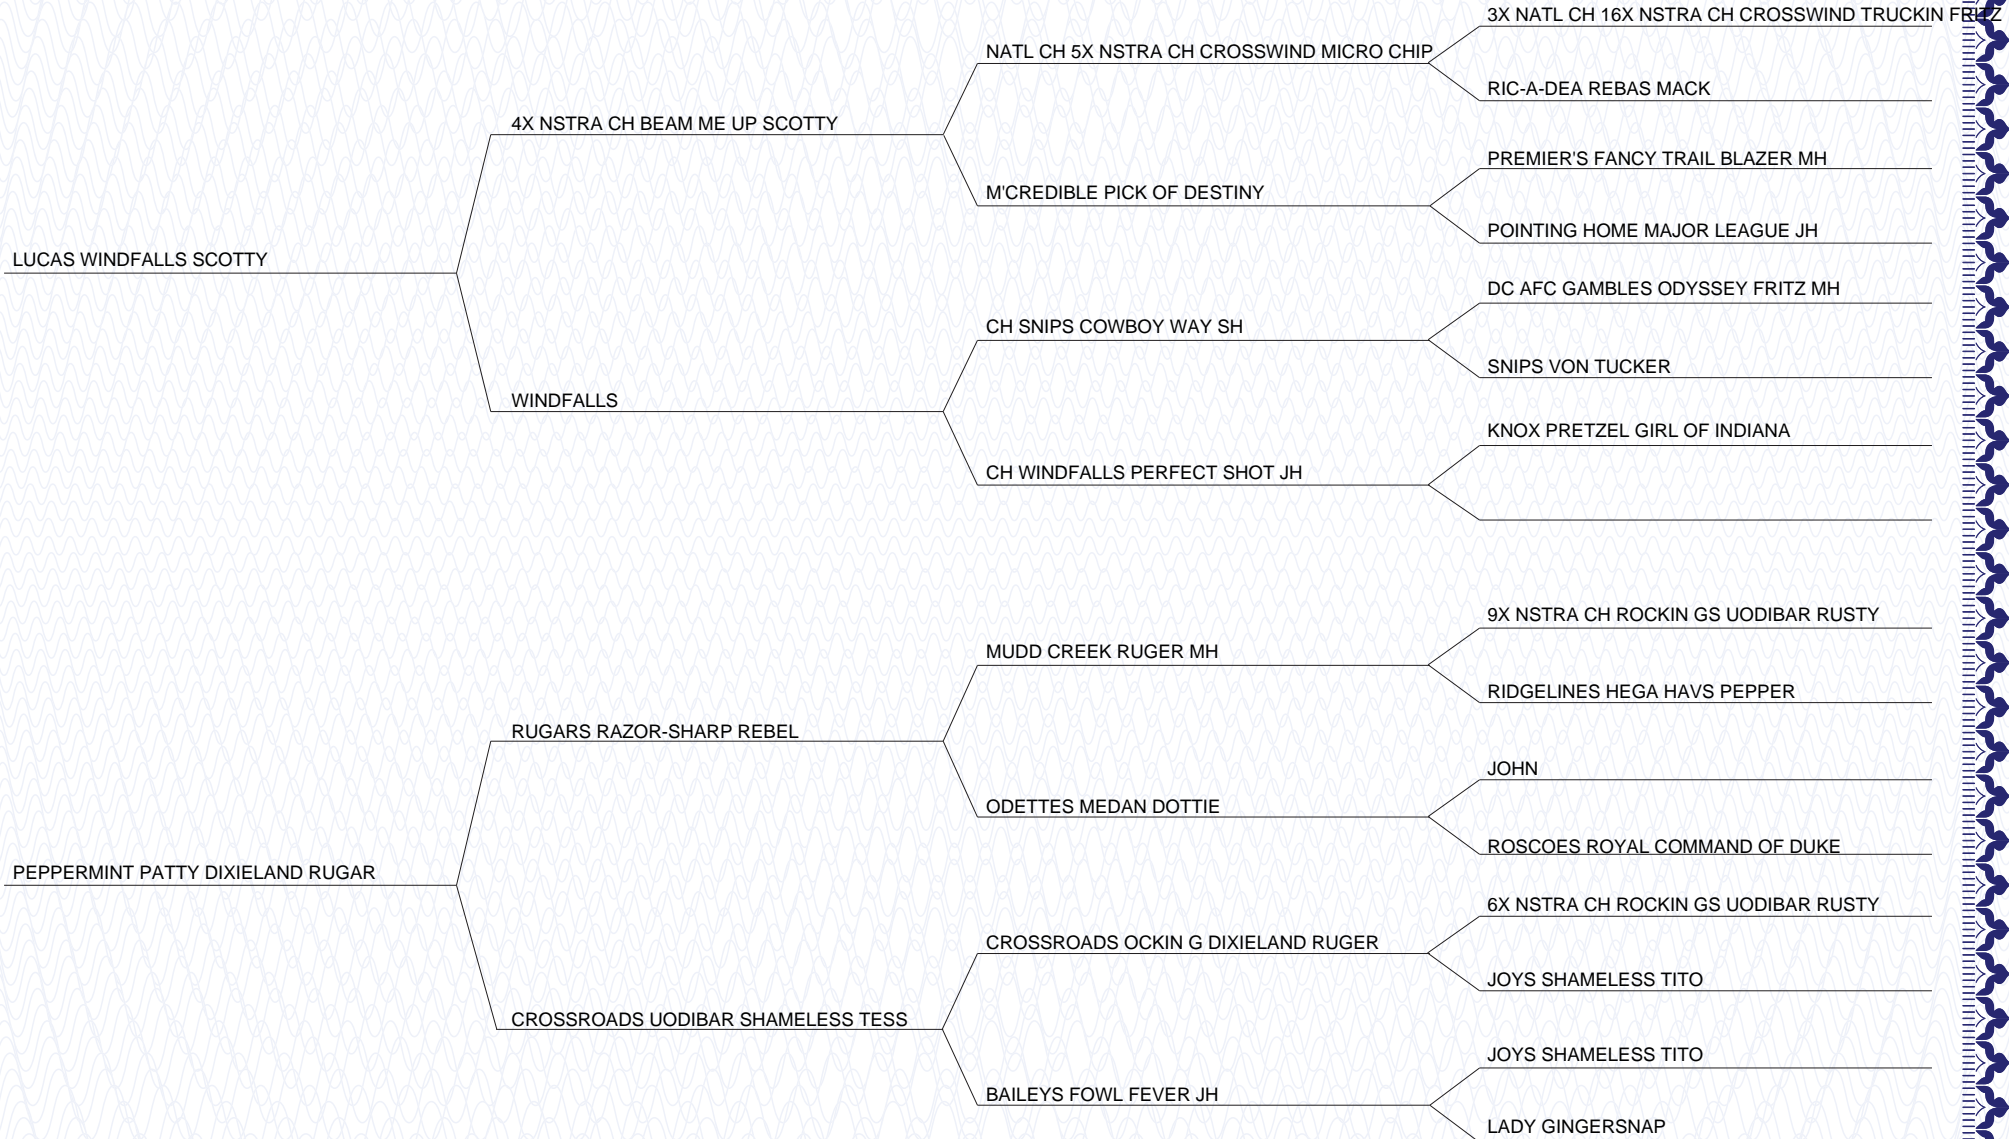 3X NATL CH 16X NSTRA CH CROSSWIND TRUCKIN FRITZ
NATL CH 5X NSTRA CH CROSSWIND MICRO CHIP
RIC-A-DEA REBAS MACK
4X NSTRA CH BEAM ME UP SCOTTY
PREMIER'S FANCY TRAIL BLAZER MH
M'CREDIBLE PICK OF DESTINY
POINTING HOME MAJOR LEAGUE JH
LUCAS WINDFALLS SCOTTY
DC AFC GAMBLES ODYSSEY FRITZ MH
CH SNIPS COWBOY WAY SH
SNIPS VON TUCKER
WINDFALLS
KNOX PRETZEL GIRL OF INDIANA
CH WINDFALLS PERFECT SHOT JH
9X NSTRA CH ROCKIN GS UODIBAR RUSTY
MUDD CREEK RUGER MH
RIDGELINES HEGA HAVS PEPPER
RUGARS RAZOR-SHARP REBEL
JOHN
ODETTES MEDAN DOTTIE
ROSCOES ROYAL COMMAND OF DUKE
PEPPERMINT PATTY DIXIELAND RUGAR
6X NSTRA CH ROCKIN GS UODIBAR RUSTY
CROSSROADS OCKIN G DIXIELAND RUGER
JOYS SHAMELESS TITO
CROSSROADS UODIBAR SHAMELESS TESS
JOYS SHAMELESS TITO
BAILEYS FOWL FEVER JH
LADY GINGERSNAP